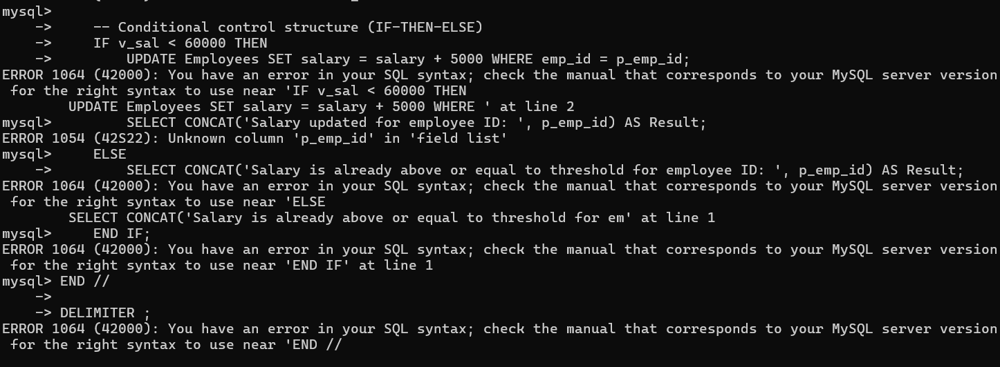 mysql>
    ->     -- Conditional control structure (IF-THEN-ELSE)
    ->     IF v_sal < 60000 THEN
    ->         UPDATE Employees SET salary = salary + 5000 WHERE emp_id = p_emp_id;
ERROR 1064 (42000): You have an error in your SQL syntax; check the manual that corresponds to your MySQL server version
 for the right syntax to use near 'IF v_sal < 60000 THEN
        UPDATE Employees SET salary = salary + 5000 WHERE ' at line 2
mysql>         SELECT CONCAT('Salary updated for employee ID: ', p_emp_id) AS Result;
ERROR 1054 (42S22): Unknown column 'p_emp_id' in 'field list'
mysql>     ELSE
    ->         SELECT CONCAT('Salary is already above or equal to threshold for employee ID: ', p_emp_id) AS Result;
ERROR 1064 (42000): You have an error in your SQL syntax; check the manual that corresponds to your MySQL server version
 for the right syntax to use near 'ELSE
        SELECT CONCAT('Salary is already above or equal to threshold for em' at line 1
mysql>     END IF;
ERROR 1064 (42000): You have an error in your SQL syntax; check the manual that corresponds to your MySQL server version
 for the right syntax to use near 'END IF' at line 1
mysql> END //
    ->
    -> DELIMITER ;
ERROR 1064 (42000): You have an error in your SQL syntax; check the manual that corresponds to your MySQL server version
 for the right syntax to use near 'END //